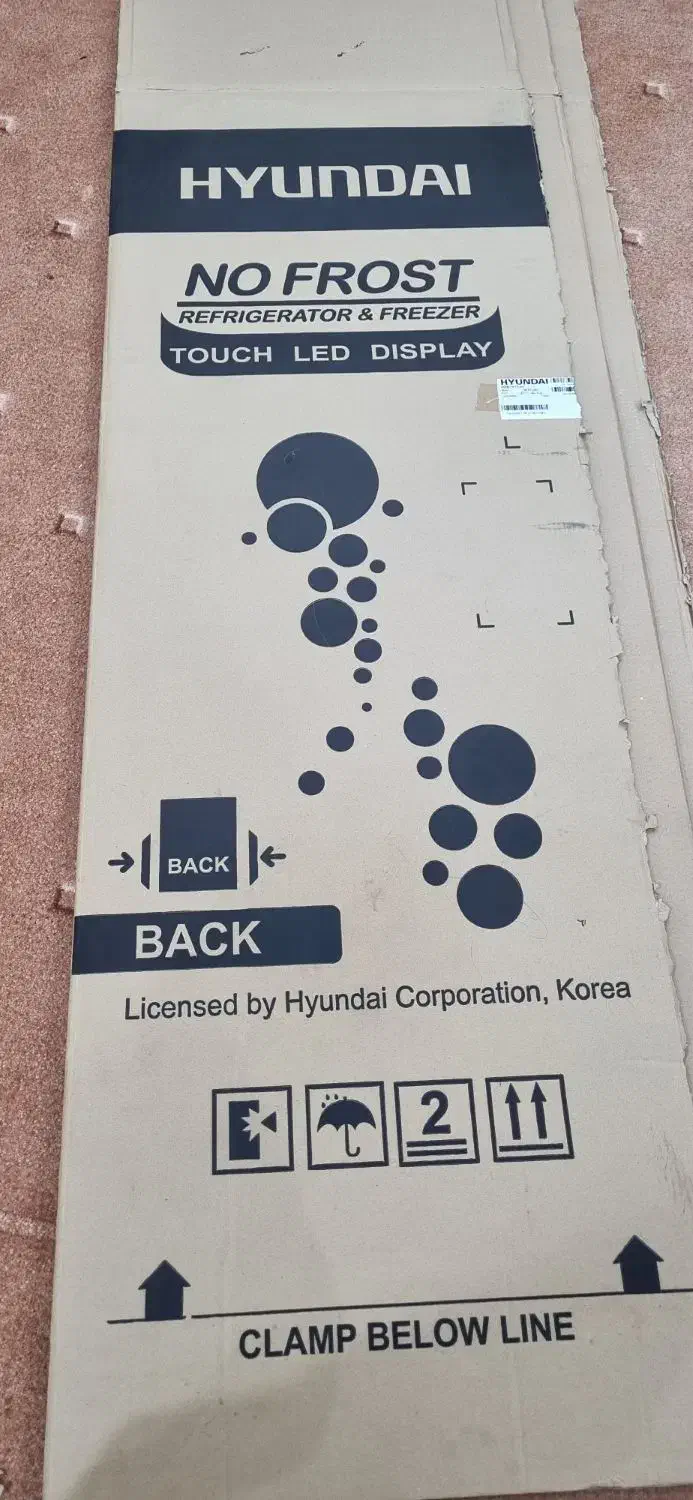 HYUNDAI
NO FROST
REFRIGERATOR & FREEZER
TOUCH LED DISPLAY
HYUNDAI
BACK
BACK
Licensed by Hyundai Corporation, Korea
2
CLAMP BELOW LINE